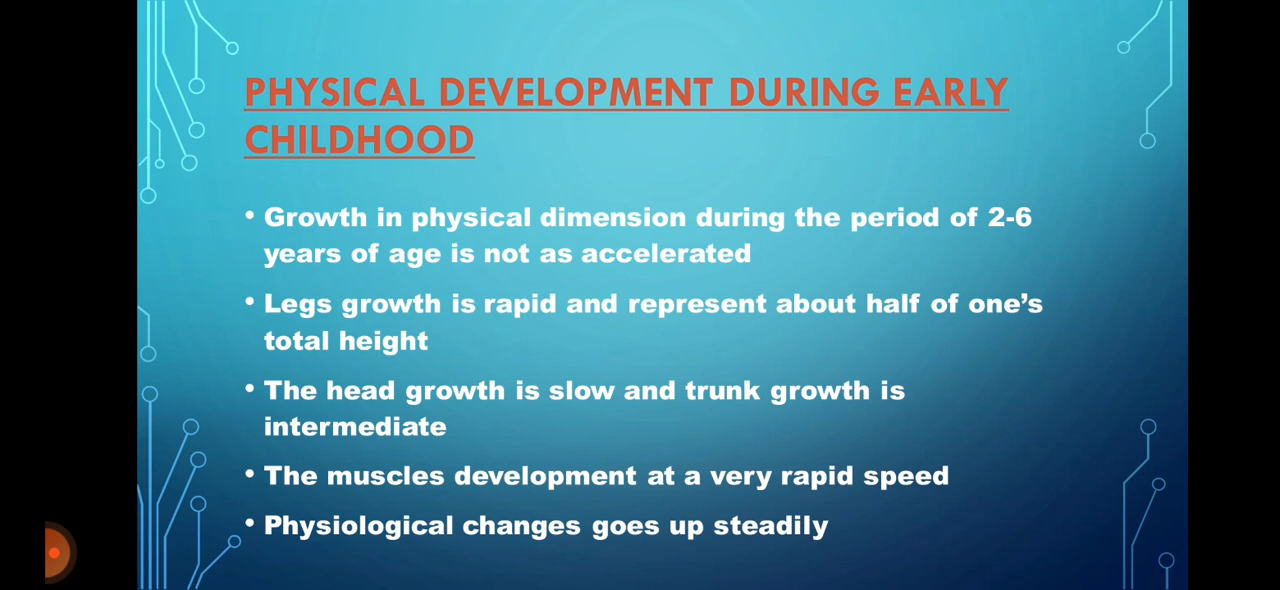 PHYSICAL DEVELOPMENT DURING EARLY
CHILDHOOD
• Growth in physical dimension during the period of 2-6
years of age is not as accelerated
• Legs growth is rapid and represent about half of one’s
total height
• The head growth is slow and trunk growth is
intermediate
• The muscles development at a very rapid speed
• Physiological changes goes up steadily